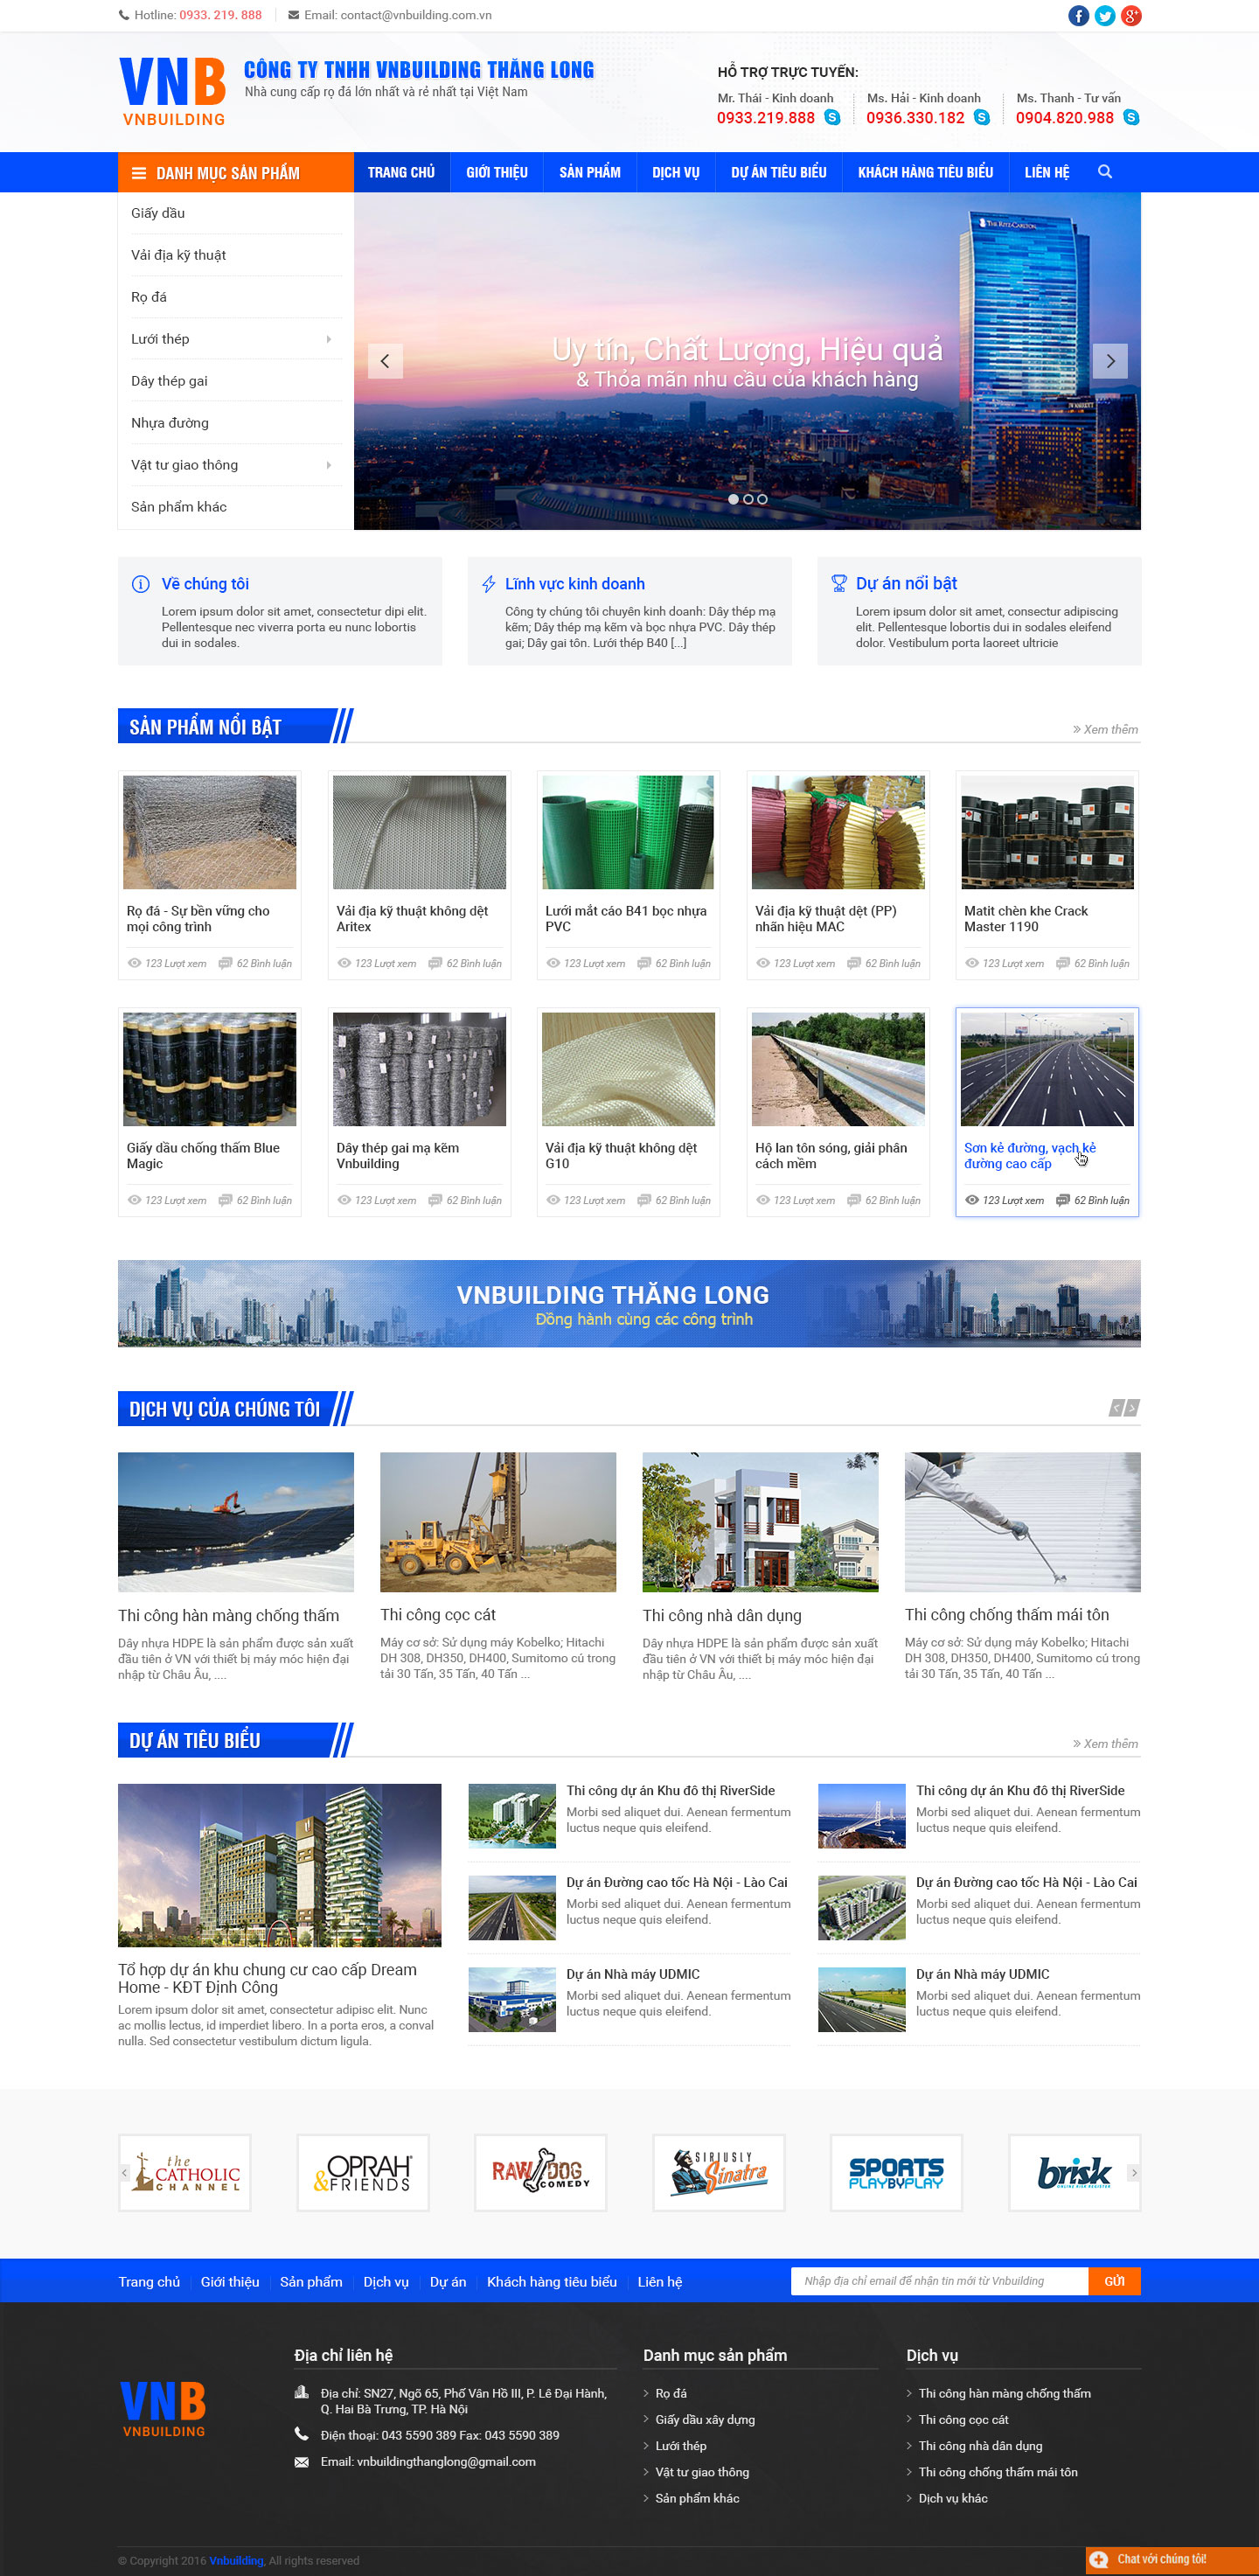 Hotline: 0933. 219. 888
Email: contact@vnbuilding.com.vn
VNB
VNBUILDING
CÔNG TY TNHH VNBUILDING THĂNG LONG
Nhà cung cấp rọ đá lớn nhất và rẻ nhất tại Việt Nam
HỖ TRỢ TRỰC TUYẾN:
Mr. Thái - Kinh doanh
0933.219.888
Ms. Hải - Kinh doanh
0936.330.182
Ms. Thanh - Tư vấn
0904.820.988
DANH MỤC SẢN PHẨM
TRANG CHỦ
GIỚI THIỆU
SẢN PHẨM
DỊCH VỤ
DỰ ÁN TIÊU BIỂU
KHÁCH HÀNG TIÊU BIỂU
LIÊN HỆ
Giấy dầu
Vải địa kỹ thuật
Rọ đá
Lưới thép
Dây thép gai
Nhựa đường
Vật tư giao thông
Sản phẩm khác
THE RITZ-CARLTON
JW MARRIOTT
Uy tín, Chất Lượng, Hiệu quả
& Thỏa mãn nhu cầu của khách hàng
Về chúng tôi
Lorem ipsum dolor sit amet, consectetur dipi elit.
Pellentesque nec viverra porta eu nunc lobortis
dui in sodales.
Lĩnh vực kinh doanh
Công ty chúng tôi chuyên kinh doanh: Dây thép mạ
kẽm; Dây thép mạ kẽm và bọc nhựa PVC. Dây thép
gai; Dây gai tôn. Lưới thép B40 [...]
Dự án nổi bật
Lorem ipsum dolor sit amet, consectur adipiscing
elit. Pellentesque lobortis dui in sodales eleifend
dolor. Vestibulum porta laoreet ultricie
SẢN PHẨM NỔI BẬT
Xem thêm
Rọ đá - Sự bền vững cho
mọi công trình
123 Lượt xem
62 Bình luận
Vải địa kỹ thuật không dệt
Aritex
123 Lượt xem
62 Bình luận
Lưới mắt cáo B41 bọc nhựa
PVC
123 Lượt xem
62 Bình luận
Vải địa kỹ thuật dệt (PP)
nhãn hiệu MAC
123 Lượt xem
62 Bình luận
Matit chèn khe Crack
Master 1190
123 Lượt xem
62 Bình luận
Giấy dầu chống thấm Blue
Magic
123 Lượt xem
62 Bình luận
Dây thép gai mạ kẽm
Vnbuilding
123 Lượt xem
62 Bình luận
Vải địa kỹ thuật không dệt
G10
123 Lượt xem
62 Bình luận
Hộ lan tôn sóng, giải phân
cách mềm
123 Lượt xem
62 Bình luận
Sơn kẻ đường, vạch kẻ
đường cao cấp
123 Lượt xem
62 Bình luận
VNBUILDING THĂNG LONG
Đồng hành cùng các công trình
DỊCH VỤ CỦA CHÚNG TÔI
Thi công hàn màng chống thấm
Dây nhựa HDPE là sản phẩm được sản xuất
đầu tiên ở VN với thiết bị máy móc hiện đại
nhập từ Châu Âu, ....
Thi công cọc cát
Máy cơ sở: Sử dụng máy Kobelko; Hitachi
DH 308, DH350, DH400, Sumitomo cú trong
tải 30 Tấn, 35 Tấn, 40 Tấn ...
Thi công nhà dân dụng
Dây nhựa HDPE là sản phẩm được sản xuất
đầu tiên ở VN với thiết bị máy móc hiện đại
nhập từ Châu Âu, ....
Thi công chống thấm mái tôn
Máy cơ sở: Sử dụng máy Kobelko; Hitachi
DH 308, DH350, DH400, Sumitomo cú trong
tải 30 Tấn, 35 Tấn, 40 Tấn ...
DỰ ÁN TIÊU BIỂU
Xem thêm
Tổ hợp dự án khu chung cư cao cấp Dream
Home - KĐT Định Công
Lorem ipsum dolor sit amet, consectetur adipisc elit. Nunc
ac mollis lectus, id imperdiet libero. In a porta eros, a conval
nulla. Sed consectetur vestibulum dictum ligula.
Thi công dự án Khu đô thị RiverSide
Morbi sed aliquet dui. Aenean fermentum
luctus neque quis eleifend.
Dự án Đường cao tốc Hà Nội - Lào Cai
Morbi sed aliquet dui. Aenean fermentum
luctus neque quis eleifend.
Dự án Nhà máy UDMIC
Morbi sed aliquet dui. Aenean fermentum
luctus neque quis eleifend.
Thi công dự án Khu đô thị RiverSide
Morbi sed aliquet dui. Aenean fermentum
luctus neque quis eleifend.
Dự án Đường cao tốc Hà Nội - Lào Cai
Morbi sed aliquet dui. Aenean fermentum
luctus neque quis eleifend.
Dự án Nhà máy UDMIC
Morbi sed aliquet dui. Aenean fermentum
luctus neque quis eleifend.
the
CATHOLIC
CHANNEL
OPRAH
&FRIENDS
RAW DOG
COMEDY
SIRIUSLY
Sinatra
SPORTS
PLAYBYPLAY
brisk
ONLINE RISK REGISTER
Trang chủ
Giới thiệu
Sản phẩm
Dịch vụ
Dự án
Khách hàng tiêu biểu
Liên hệ
Nhập địa chỉ email để nhận tin mới từ Vnbuilding
GỬI
VNB
VNBUILDING
Địa chỉ liên hệ
Địa chỉ: SN27, Ngõ 65, Phố Vân Hồ III, P. Lê Đại Hành,
Q. Hai Bà Trưng, TP. Hà Nội
Điện thoại: 043 5590 389 Fax: 043 5590 389
Email: vnbuildingthanglong@gmail.com
Danh mục sản phẩm
Rọ đá
Giấy dầu xây dựng
Lưới thép
Vật tư giao thông
Sản phẩm khác
Dịch vụ
Thi công hàn màng chống thấm
Thi công cọc cát
Thi công nhà dân dụng
Thi công chống thấm mái tôn
Dịch vụ khác
© Copyright 2016 Vnbuilding, All rights reserved
Chat với chúng tôi!